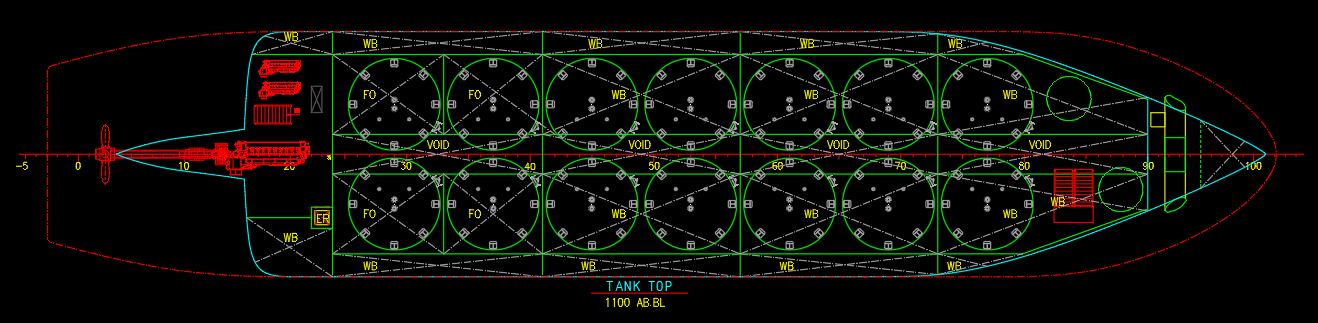 WB WB WB WB WB
FO FO WB WB WB
VOID VOID VOID VOID
-5 0 10 20 30 40 50 60 70 80 90 100
WB
FO FO WB WB WB
ER
WB
WB WB WB WB
TANK TOP
1100 AB.BL